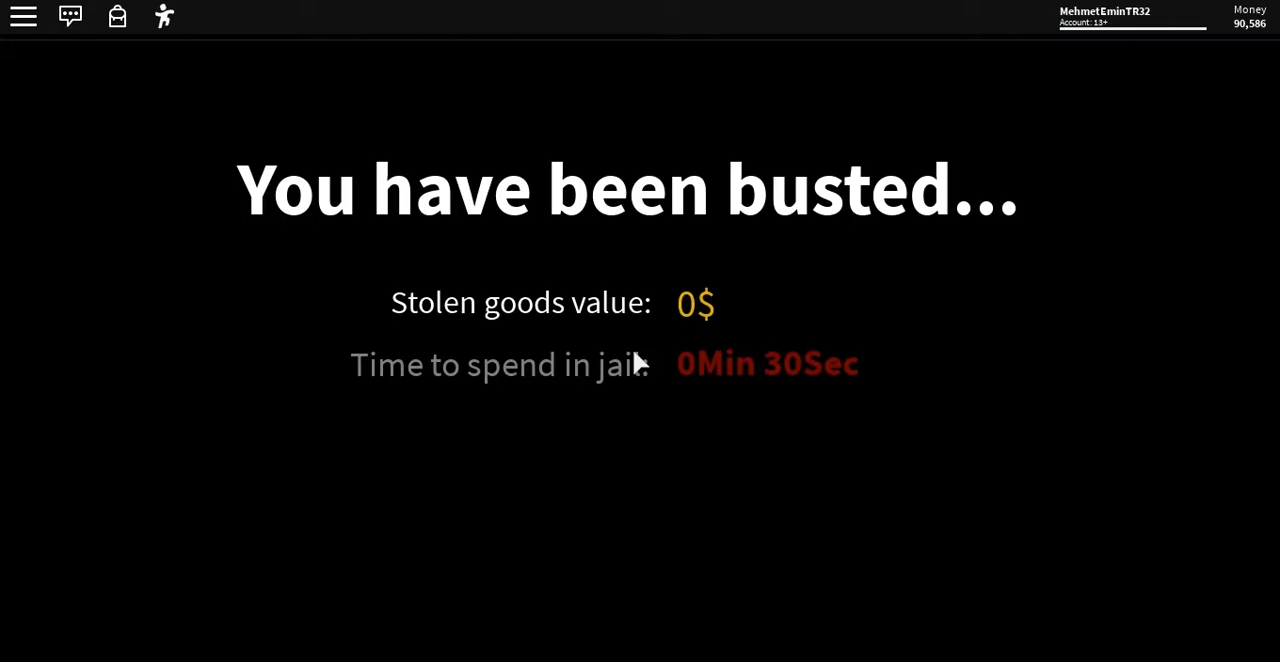 MehmetEminTR32
Account: 13+
Money
90,586
You have been busted...
Stolen goods value: 0$
Time to spend in jail: 0Min 30Sec